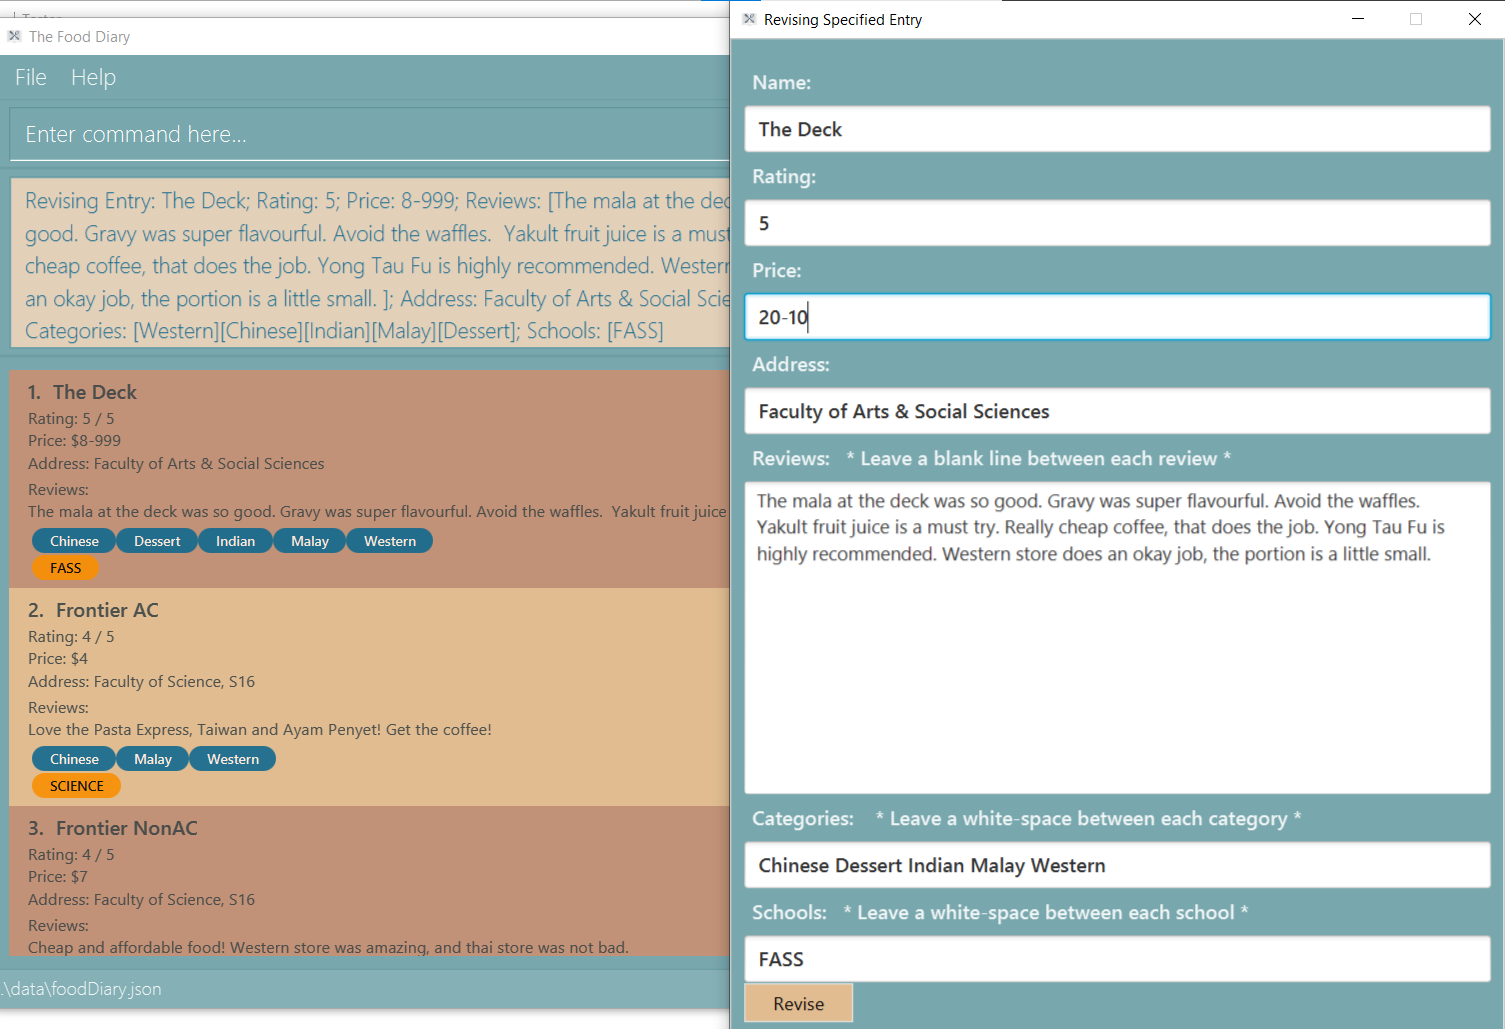 The Food Diary
File Help
Enter command here...
Revising Entry: The Deck; Rating: 5; Price: 8-999; Reviews: [The mala at the
good. Gravy was super flavourful. Avoid the waffles.  Yakult fruit juice is a must
cheap coffee, that does the job. Yong Tau Fu is highly recommended. Western
an okay job, the portion is a little small. ]; Address: Faculty of Arts & Social
Categories: [Western][Chinese][Indian][Malay][Dessert]; Schools: [FASS]
1. The Deck
Rating: 5 / 5
Price: $8-999
Address: Faculty of Arts & Social Sciences
Reviews:
The mala at the deck was so good. Gravy was super flavourful. Avoid the waffles.  Yakult fruit juice
Chinese Dessert Indian Malay Western
FASS
2. Frontier AC
Rating: 4 / 5
Price: $4
Address: Faculty of Science, S16
Reviews:
Love the Pasta Express, Taiwan and Ayam Penyet! Get the coffee!
Chinese Malay Western
SCIENCE
3. Frontier NonAC
Rating: 4 / 5
Price: $7
Address: Faculty of Science, S16
Reviews:
Cheap and affordable food! Western store was amazing, and thai store was not bad.
.\data\foodDiary.json
Revising Specified Entry
Name:
The Deck
Rating:
5
Price:
20-10
Address:
Faculty of Arts & Social Sciences
Reviews: * Leave a blank line between each review *
The mala at the deck was so good. Gravy was super flavourful. Avoid the waffles.
Yakult fruit juice is a must try. Really cheap coffee, that does the job. Yong Tau Fu is
highly recommended. Western store does an okay job, the portion is a little small.
Categories: * Leave a white-space between each category *
Chinese Dessert Indian Malay Western
Schools: * Leave a white-space between each school *
FASS
Revise